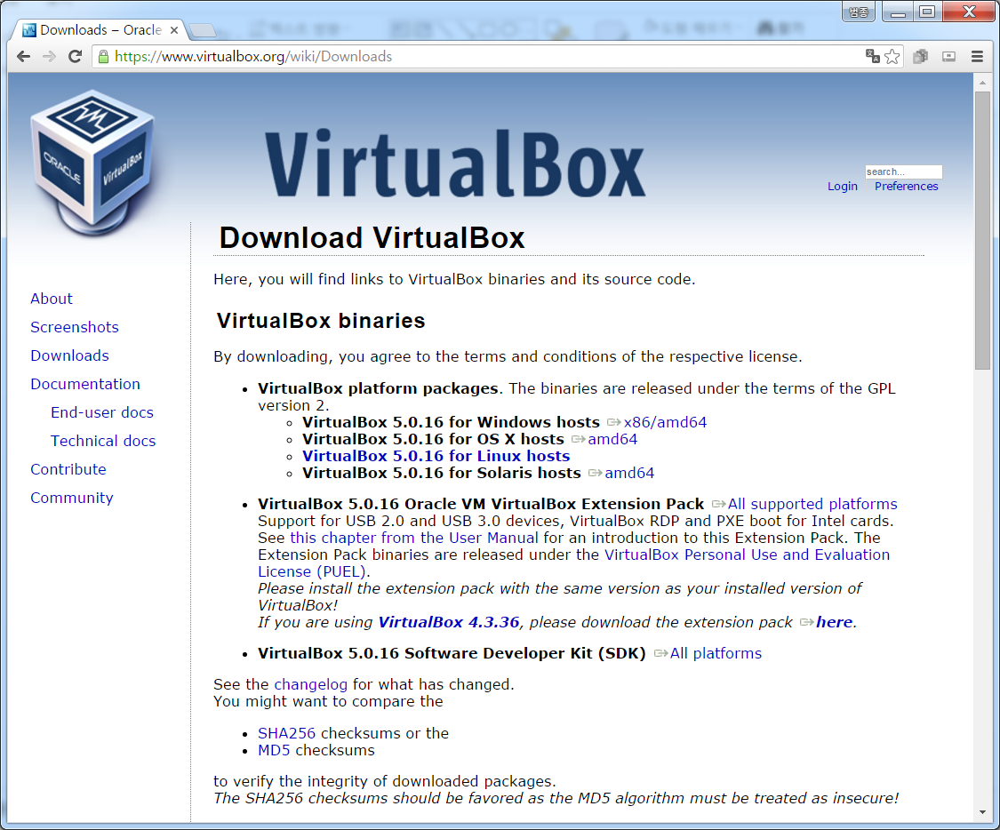 범종
Downloads – Oracle
https://www.virtualbox.org/wiki/Downloads
ORACLE
VirtualBox
VirtualBox
search...
Login Preferences
Download VirtualBox
Here, you will find links to VirtualBox binaries and its source code.
About
Screenshots
Downloads
Documentation
End-user docs
Technical docs
Contribute
Community
VirtualBox binaries
By downloading, you agree to the terms and conditions of the respective license.
VirtualBox platform packages. The binaries are released under the terms of the GPL
version 2.
VirtualBox 5.0.16 for Windows hosts x86/amd64
VirtualBox 5.0.16 for OS X hosts amd64
VirtualBox 5.0.16 for Linux hosts
VirtualBox 5.0.16 for Solaris hosts amd64
VirtualBox 5.0.16 Oracle VM VirtualBox Extension Pack All supported platforms
Support for USB 2.0 and USB 3.0 devices, VirtualBox RDP and PXE boot for Intel cards.
See this chapter from the User Manual for an introduction to this Extension Pack. The
Extension Pack binaries are released under the VirtualBox Personal Use and Evaluation
License (PUEL).
Please install the extension pack with the same version as your installed version of
VirtualBox!
If you are using VirtualBox 4.3.36, please download the extension pack here.
VirtualBox 5.0.16 Software Developer Kit (SDK) All platforms
See the changelog for what has changed.
You might want to compare the
SHA256 checksums or the
MD5 checksums
to verify the integrity of downloaded packages.
The SHA256 checksums should be favored as the MD5 algorithm must be treated as insecure!